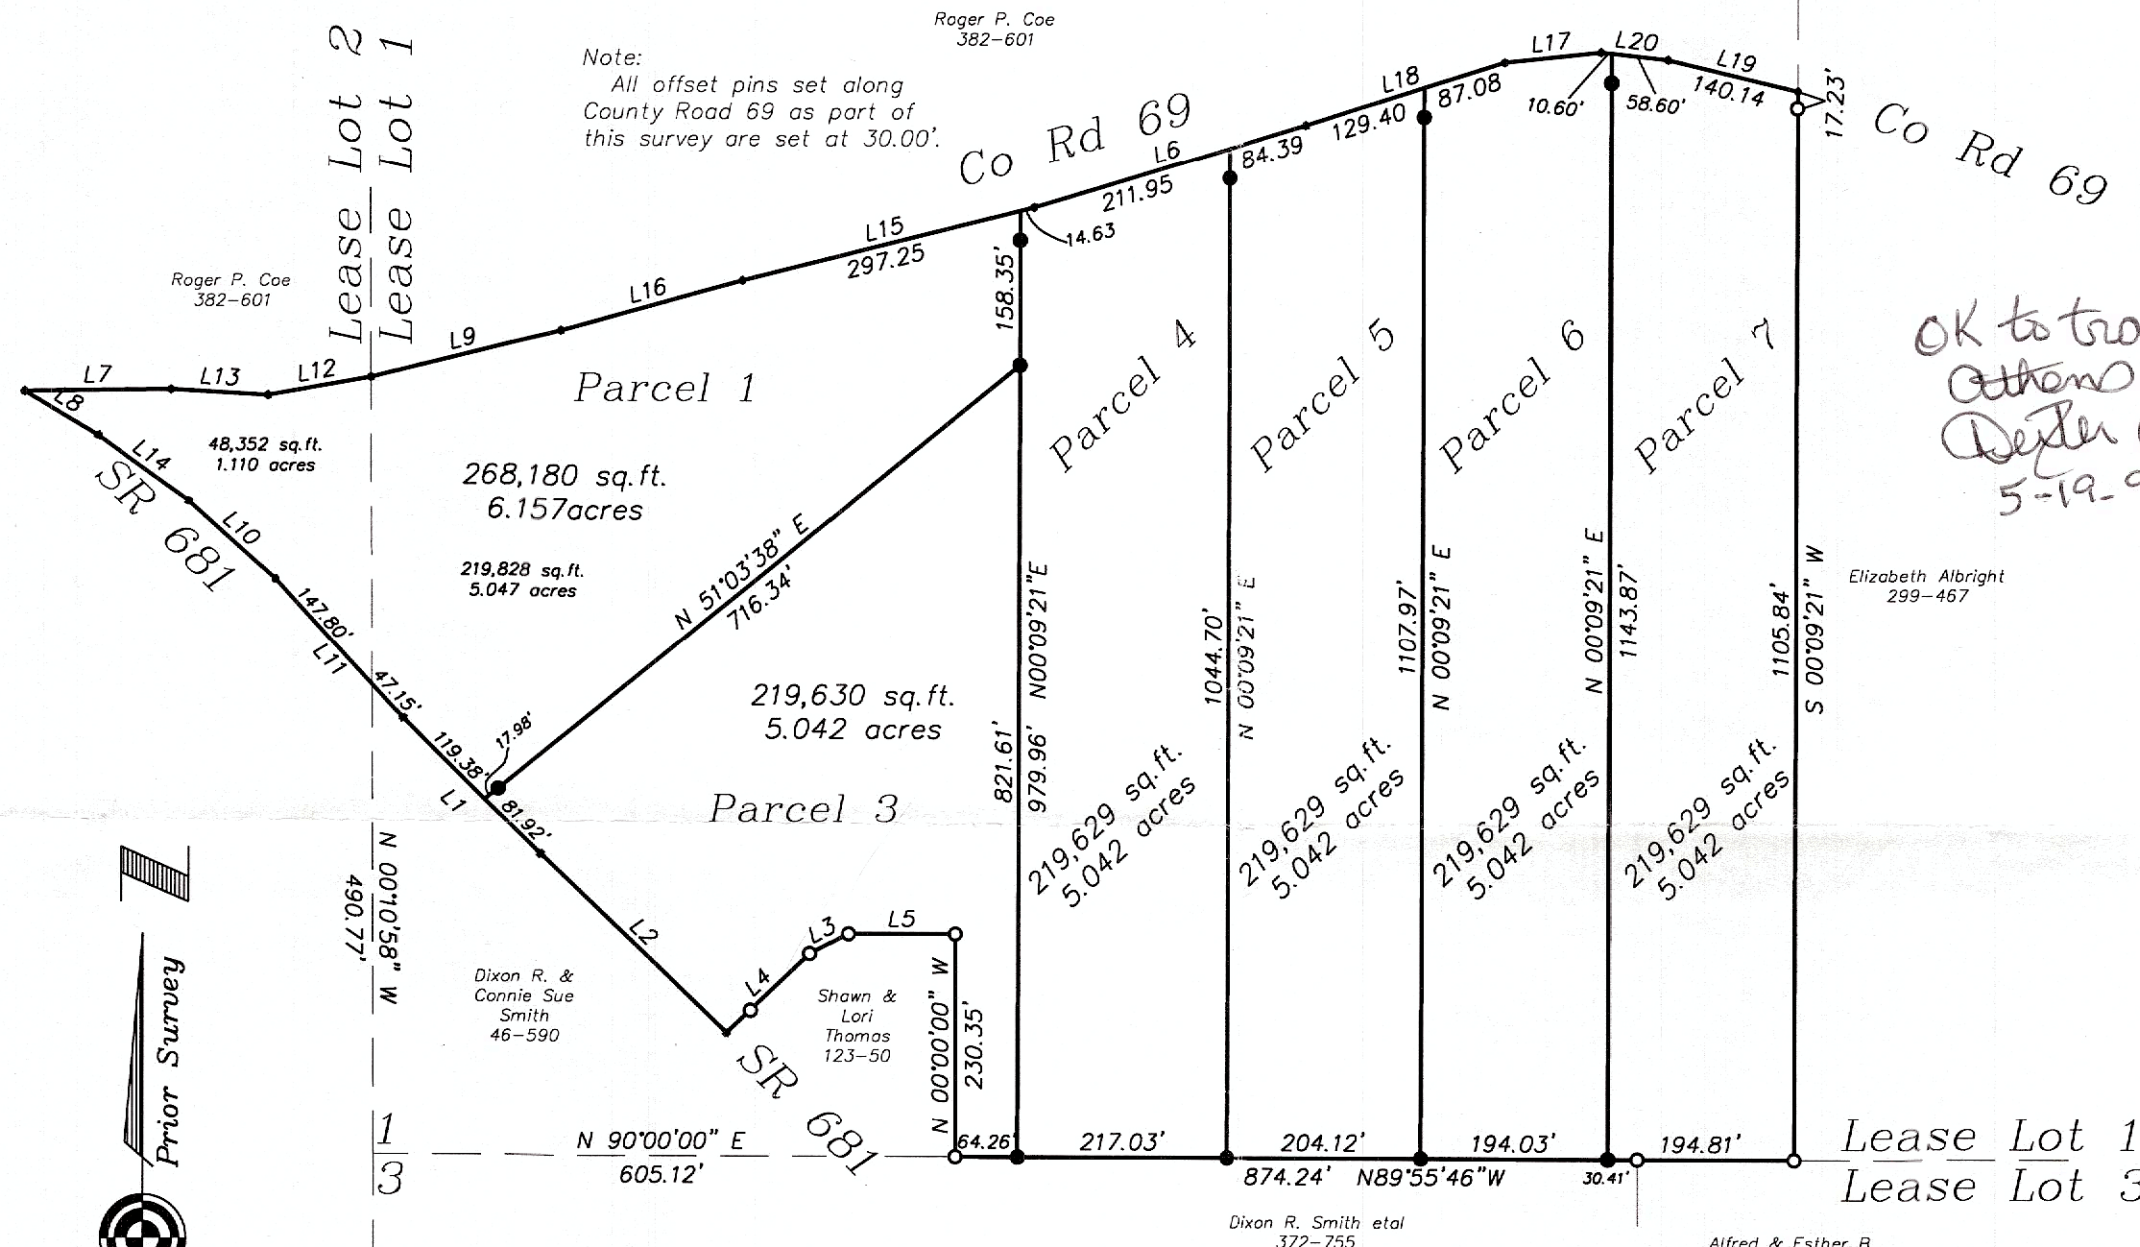 Roger P. Coe
382-601
Note:
All offset pins set along
County Road 69 as part of
this survey are set at 30.00'.
Lease Lot 2
Lease Lot 1
Co Rd 69
L17
L20
L19
140.14
17.23'
10.60'
58.60'
L18
87.08
129.40
84.39
L6
211.95
14.63
Co Rd 69
L15
297.25
158.35'
L16
L9
L12
L13
L7
L8
L14
L10
Roger P. Coe
382-601
SR 681
48,352 sq.ft.
1.110 acres
Parcel 1
268,180 sq.ft.
6.157acres
219,828 sq.ft.
5.047 acres
N 51°03'38" E
716.34'
147.80'
L11
47.15'
119.38'
17.98'
L1
81.92'
L2
219,630 sq.ft.
5.042 acres
Parcel 3
N00°09'21"E
821.61'
979.96'
Parcel 4
219,629 sq.ft.
5.042 acres
1044.70'
N 00°09'21" E
Parcel 5
219,629 sq.ft.
5.042 acres
1107.97'
N 00°09'21" E
Parcel 6
219,629 sq.ft.
5.042 acres
N 00°09'21" E
1143.87'
Parcel 7
219,629 sq.ft.
5.042 acres
1105.84'
S 00°09'21" W
OK to
Athens
Dexter
5-19-9
Elizabeth Albright
299-467
N 00°10'58" W
490.77'
Prior Survey
Dixon R. &
Connie Sue
Smith
46-590
L4
L3
L5
Shawn &
Lori
Thomas
123-50
N 00°00'00" W
230.35'
SR 681
1
3
N 90°00'00" E
605.12'
64.26'
217.03'
204.12'
194.03'
194.81'
874.24' N89°55'46"W
30.41'
Lease Lot 1
Lease Lot 3
Dixon R. Smith etal
372-755
Alfred & Esther B.